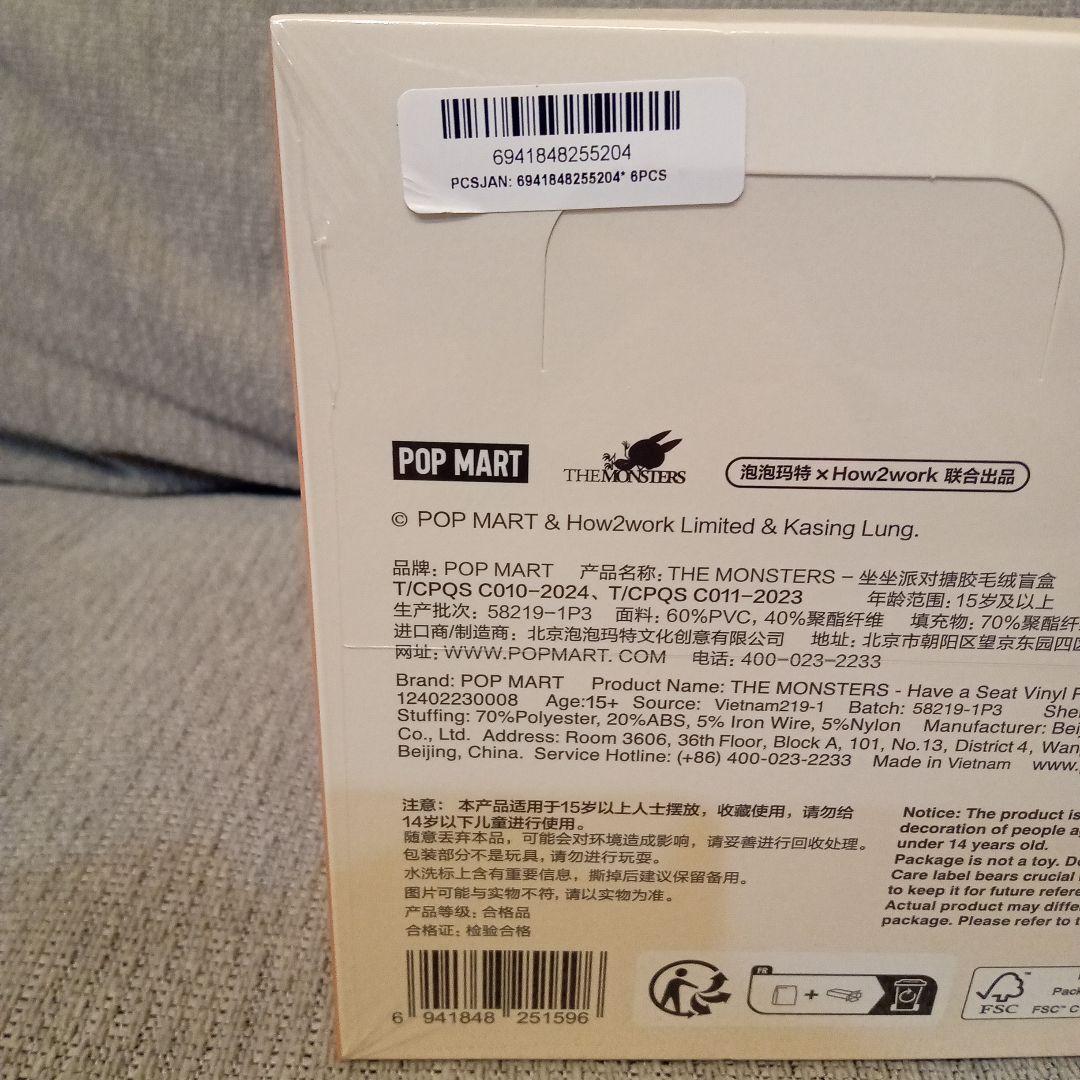 6941848255204
PCSJAN: 6941848255204* 6PCS
POP MART
THE MONSTERS
泡泡玛特 × How2work 联合出品
© POP MART & How2work Limited & Kasing Lung.
品牌: POP MART 产品名称: THE MONSTERS – 坐坐派对搪胶毛绒盲盒
T/CPQS C010-2024、T/CPQS C011-2023 年龄范围: 15岁及以上
生产批次: 58219-1P3 面料: 60%PVC, 40%聚酯纤维 填充物: 70%聚酯纤
进口商/制造商: 北京泡泡玛特文化创意有限公司 地址: 北京市朝阳区望京东园四区
网址: WWW.POPMART. COM 电话: 400-023-2233
Brand: POP MART Product Name: THE MONSTERS - Have a Seat Vinyl P
12402230008 Age:15+ Source: Vietnam219-1 Batch: 58219-1P3 Shel
Stuffing: 70%Polyester, 20%ABS, 5% Iron Wire, 5%Nylon Manufacturer: Beij
Co., Ltd. Address: Room 3606, 36th Floor, Block A, 101, No.13, District 4, Wang
Beijing, China. Service Hotline: (+86) 400-023-2233 Made in Vietnam www.
注意: 本产品适用于15岁以上人士摆放, 收藏使用, 请勿给
14岁以下儿童进行使用。
随意丢弃本品, 可能会对环境造成影响, 请妥善进行回收处理。
包装部分不是玩具, 请勿进行玩耍。
水洗标上含有重要信息, 撕掉后建议保留备用。
图片可能与实物不符, 请以实物为准。
产品等级: 合格品
合格证: 检验合格
Notice: The product is
decoration of people a
under 14 years old.
Package is not a toy. Do
Care label bears crucial
to keep it for future refere
Actual product may diffe
package. Please refer to t
6 941848 251596
FR
FSC
Pack
FSC™ C